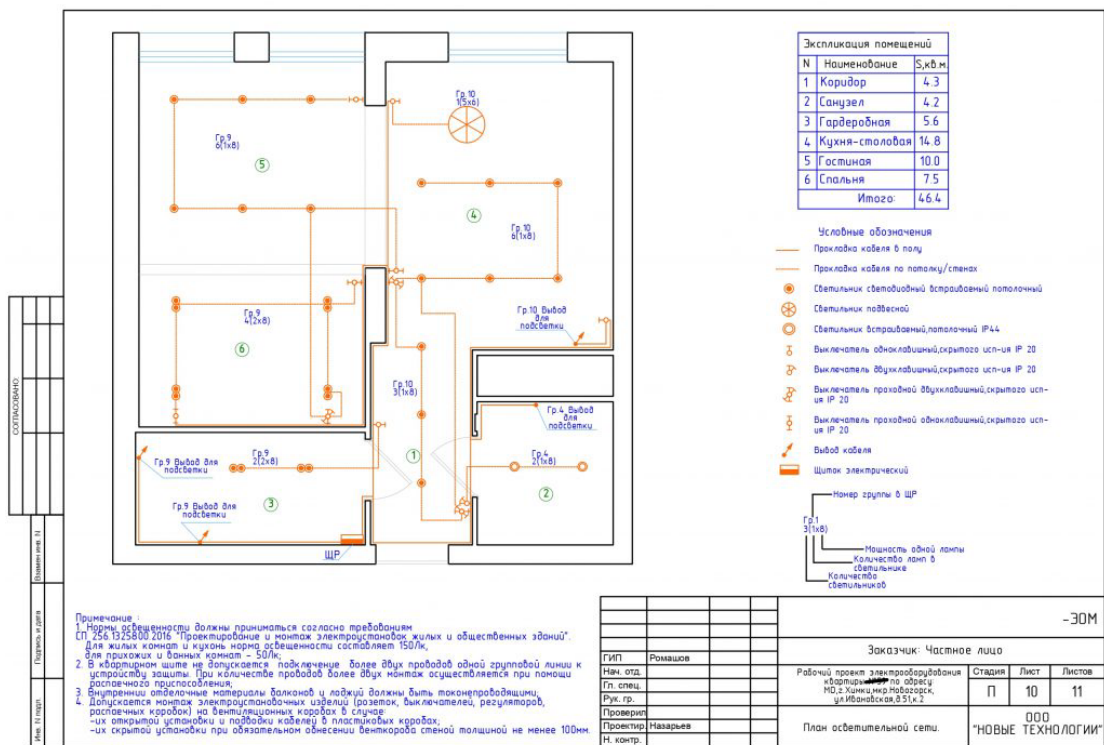 Гр.10
1(5х6)
Гр.9
6(1х8)
5
4
Гр.10
6(1х8)
Гр.9
4(2х8)
6
Гр.10 Вывод
для
подсветки
Гр.10
3(1х8)
Гр.4 Вывод
для
подсветки
Гр.9 Вывод для
подсветки
Гр.9
2(2х8)
1
Гр.4
2(1х8)
2
3
Гр.9 Вывод для
подсветки
ЩР
Экспликация помещений
N Наименование S,кв.м.
1 Коридор 4.3
2 Санузел 4.2
3 Гардеробная 5.6
4 Кухня-столовая 14.8
5 Гостиная 10.0
6 Спальня 7.5
Итого: 46.4
Условные обозначения
Прокладка кабеля в полу
Прокладка кабеля по потолку/стенах
Светильник светодиодный встраиваемый потолочный
Светильник подвесной
Светильник встраиваемый,потолочный IP44
Выключатель одноклавишный,скрытого исп-ия IP 20
Выключатель двухклавишный,скрытого исп-ия IP 20
Выключатель проходной двухклавишный,скрытого исп-
ия IP 20
Выключатель проходной одноклавишный,скрытого исп-
ия IP 20
Вывод кабеля
Щиток электрический
Номер группы в ЩР
Гр.1
3(1х8)
Мощность одной лампы
Количество ламп в
светильнике
Количество
светильников
Примечание :
1. Нормы освещенности должны приниматься согласно требованиям
СП 256.1325800.2016 "Проектирование и монтаж электроустановок жилых и общественных зданий".
Для жилых комнат и кухонь норма освещенности составляет 150Лк;
для прихожих и ванных комнат - 50Лк;
2. В квартирном щите не допускается подключение более двух проводов одной групповой линии к
устройству защиты. При количестве проводов более двух монтаж осуществляется при помощи
распаечного приспособления;
3. Внутренний отделочные материалы балконов и лоджий должны быть токонепроводящими;
4. Допускается монтаж электроустановочных изделий (розеток, выключателей, регуляторов,
распаечных коробок) на вентиляционных коробах в случае:
-их открытой установки и подводки кабелей в пластиковых коробах;
-их скрытой установки при обязательном обнесении вентиороба стеной толщиной не менее 100мм.
СОГЛАСОВАНО:
Взамен инв. N
Подпись и дата
Инв. N подл.
-ЭОМ
Заказчик: Частное лицо
ГИП Ромашов
Нач. отд.
Гл. спец.
Рук. гр.
Проверил
Проектир. Назарьев
Н. контр.
Рабочий проект электрооборудования
квартиры по адресу:
МО,г.Химки,мкр.Новогорск,
ул.Ивановская,д.51,к.2
Стадия Лист Листов
П 10 11
План осветительной сети.
ООО
"НОВЫЕ ТЕХНОЛОГИИ"